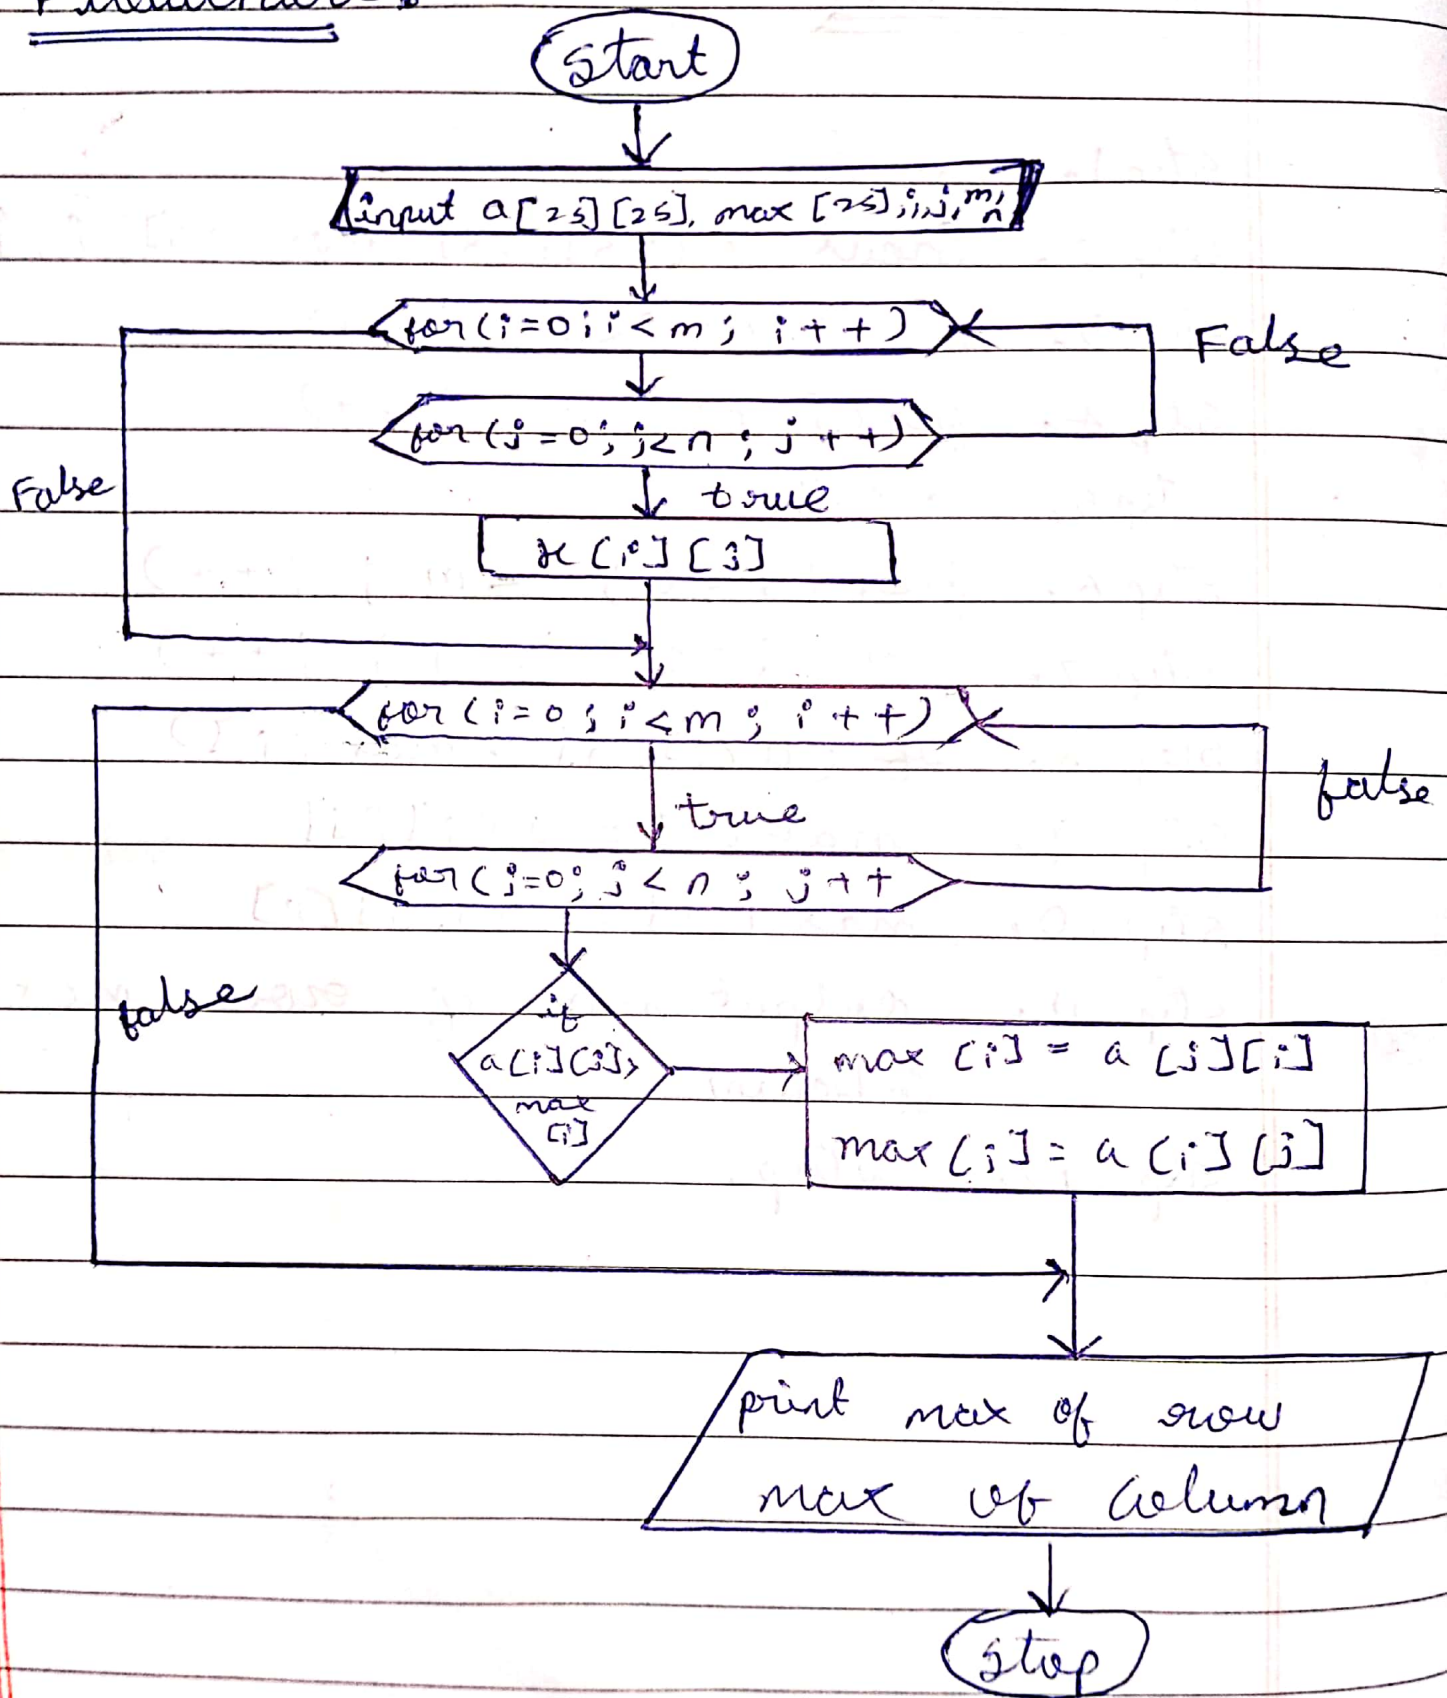 Start
input a[25][25], max [25], i, j, m, n
for(i=0; i<m; i++)
False
for(j=0; j<n; j++)
False
true
x[i][j]
for(i=0; i<m; i++)
false
true
for(j=0; j<n; j++
false
if
a[i][j]>
max
[i]
max [i] = a [j][i]
max [i] = a [i][j]
print max of row
max of column
stop